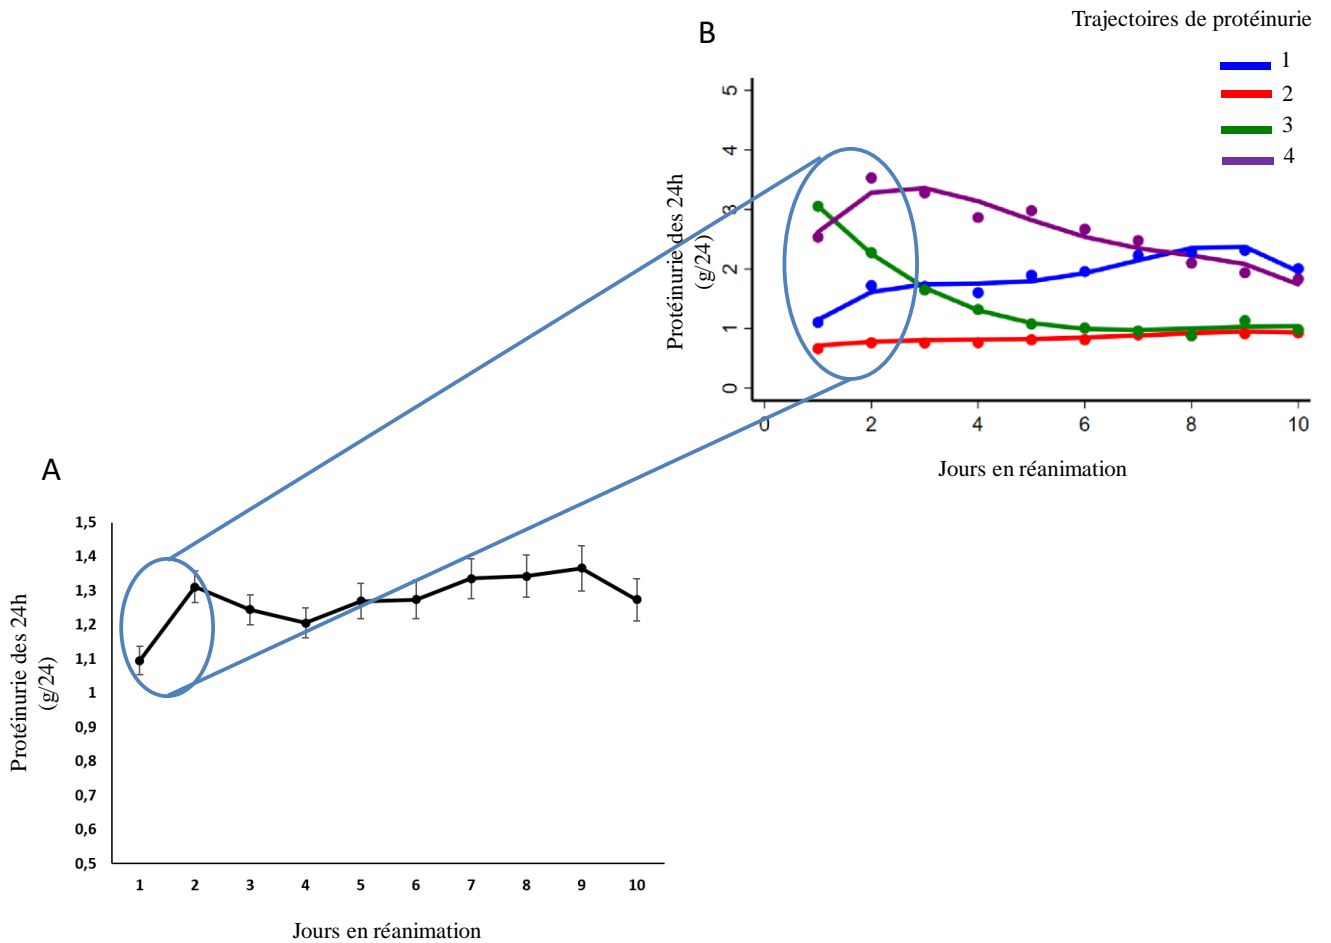 Trajectoires de protéinurie
B
1
2
3
4
5
4
3
2
1
0
Protéinurie des 24h
(g/24)
0 2 4 6 8 10
Jours en réanimation
A
1,5
1,4
1,3
1,2
1,1
1
0,9
0,8
0,7
0,6
0,5
Protéinurie des 24h
(g/24)
1 2 3 4 5 6 7 8 9 10
Jours en réanimation